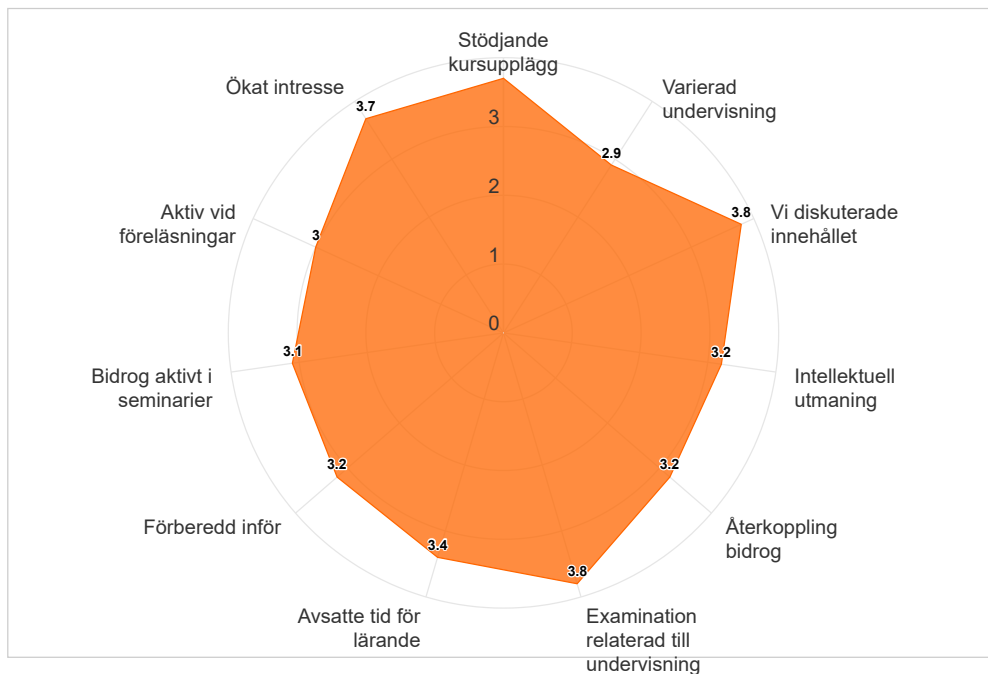 Stödjande
kursupplägg
Ökat intresse
Varierad
undervisning
3.7
3
2.9
2
Aktiv vid
föreläsningar
3.8
Vi diskuterade
innehållet
3
1
0
Bidrog aktivt i
seminarier
3.1
3.2
Intellektuell
utmaning
3.2
3.2
Förberedd inför
Återkoppling
bidrog
3.4
3.8
Avsatte tid för
lärande
Examination
relaterad till
undervisning